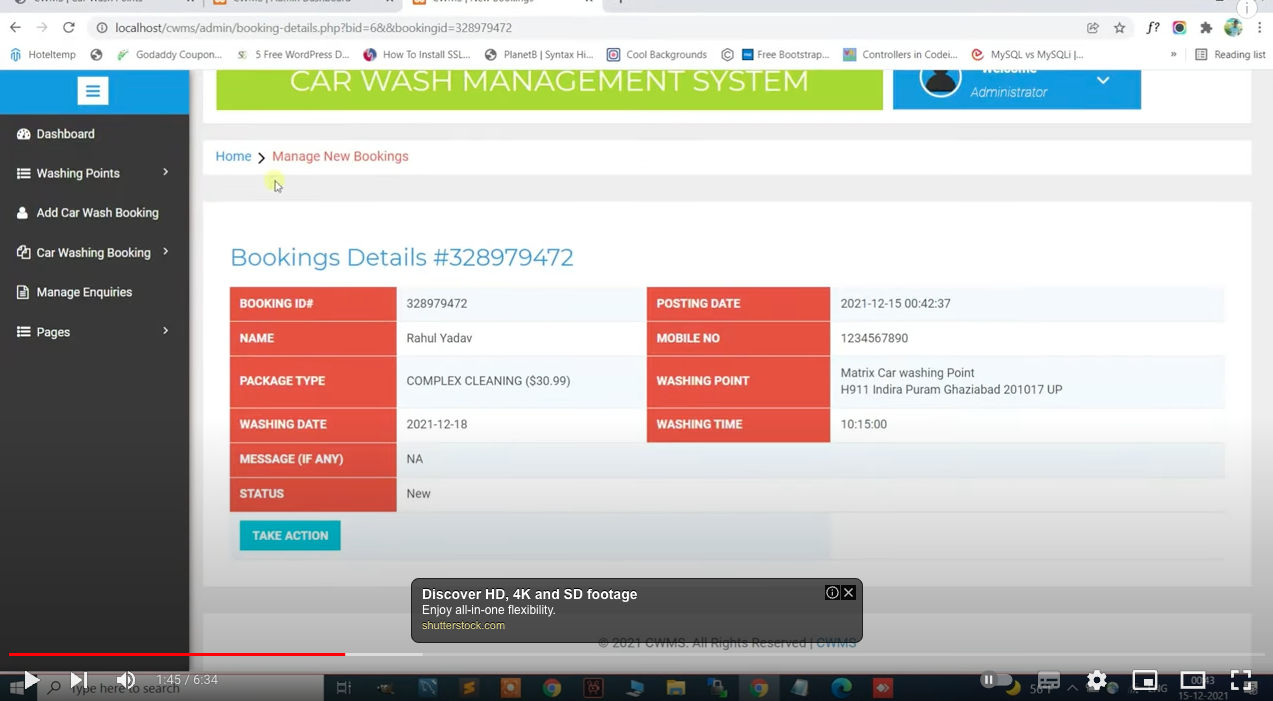 localhost/cwms/admin/booking-details.php?bid=6&&bookingid=328979472
f?
Hoteltemp
Godaddy Coupon...
5 Free WordPress D...
How To Install SSL...
PlanetB | Syntax Hi...
Cool Backgrounds
Free Bootstrap...
Controllers in Codei...
MySQL vs MySQLi |...
»
Reading list
CAR WASH MANAGEMENT SYSTEM
Welcome
Administrator
Dashboard
Washing Points
Add Car Wash Booking
Car Washing Booking
Manage Enquiries
Pages
Home > Manage New Bookings
Bookings Details #328979472
BOOKING ID# 328979472 POSTING DATE 2021-12-15 00:42:37
NAME Rahul Yadav MOBILE NO 1234567890
PACKAGE TYPE COMPLEX CLEANING ($30.99) WASHING POINT Matrix Car washing Point
H911 Indira Puram Ghaziabad 201017 UP
WASHING DATE 2021-12-18 WASHING TIME 10:15:00
MESSAGE (IF ANY) NA
STATUS New
TAKE ACTION
Discover HD, 4K and SD footage
Enjoy all-in-one flexibility.
shutterstock.com
© 2021 CWMS. All Rights Reserved | CWMS
1:45 / 6:34
Type here to search
ENG
00:43
15-12-2021